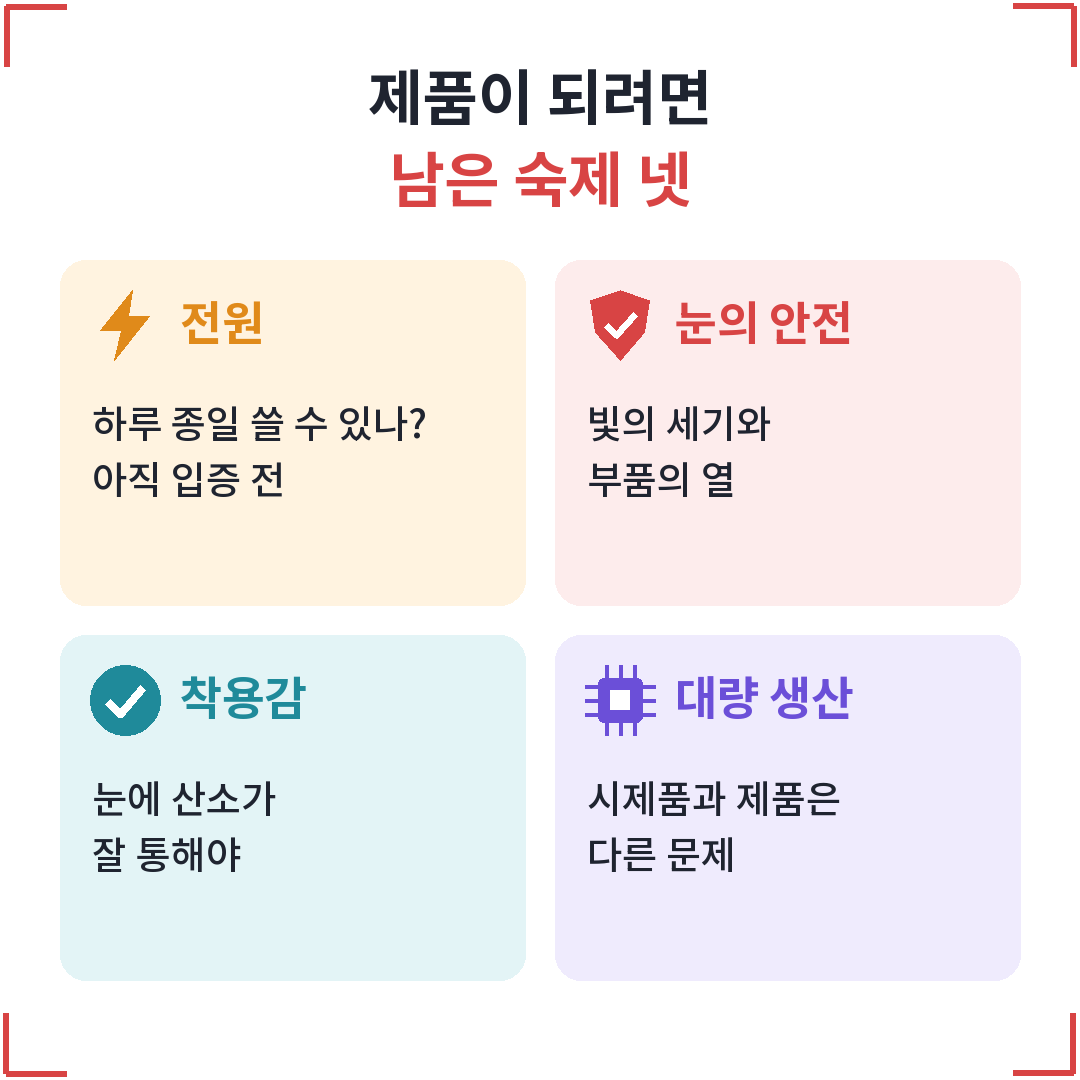 제품이 되려면
남은 숙제 넷
전원
하루 종일 쓸 수 있나?
아직 입증 전
눈의 안전
빛의 세기와
부품의 열
착용감
눈에 산소가
잘 통해야
대량 생산
시제품과 제품은
다른 문제